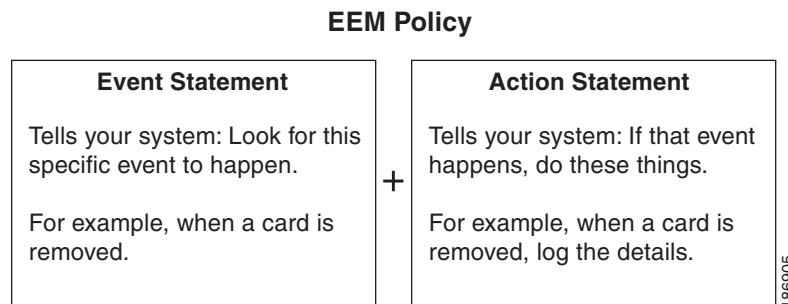 EEM Policy
Event Statement
Tells your system: Look for this
specific event to happen.
For example, when a card is
removed.
+
Action Statement
Tells your system: If that event
happens, do these things.
For example, when a card is
removed, log the details.
186905